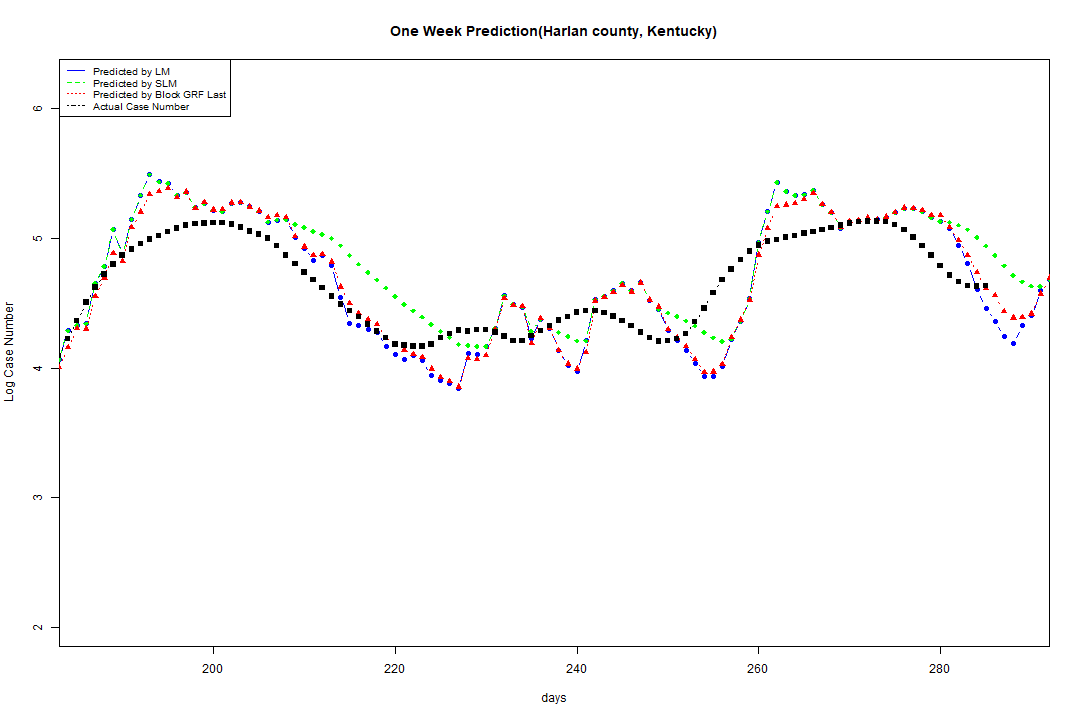 One Week Prediction(Harlan county, Kentucky)
Predicted by LM
Predicted by SLM
Predicted by Block GRF Last
Actual Case Number
6
5
4
3
2
Log Case Number
200 220 240 260 280
days